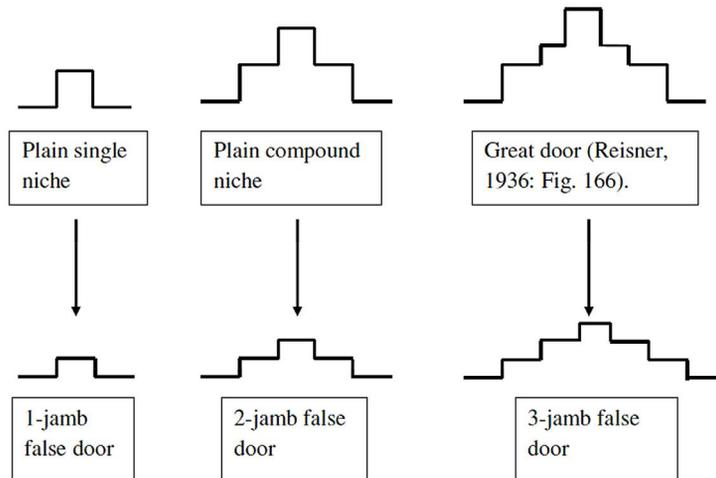 Plain single
niche
Plain compound
niche
Great door (Reisner,
1936: Fig. 166).
1-jamb
false door
2-jamb false
door
3-jamb false
door